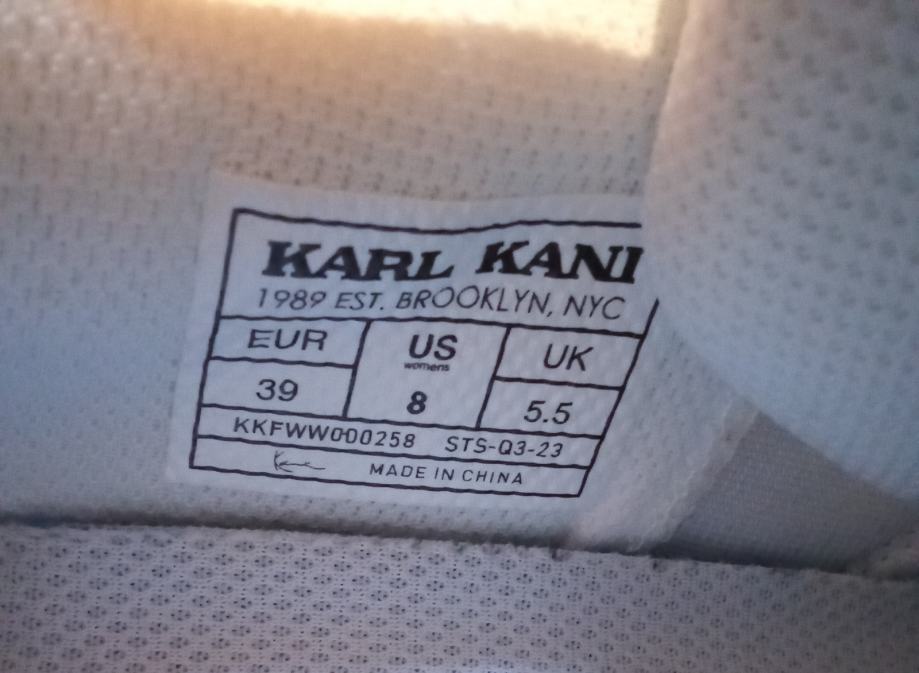 KARL KANI
1989 EST. BROOKLYN, NYC
EUR US UK
womens
39 8 5.5
KKFWW000258 STS-Q3-23
MADE IN CHINA